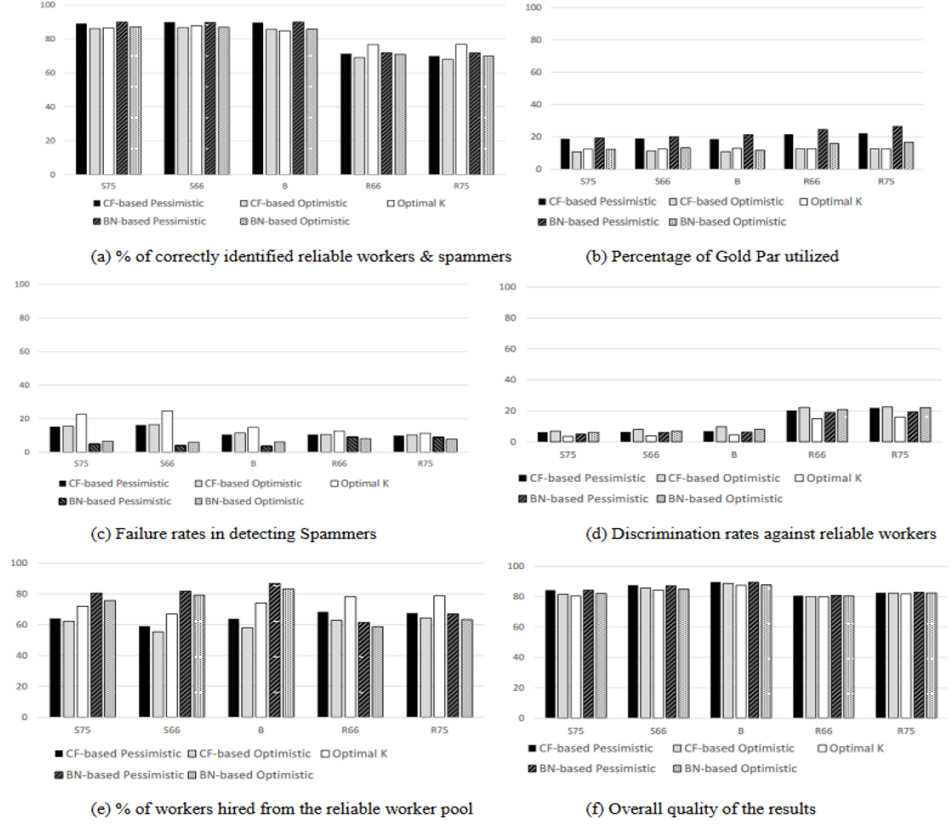 100
80
60
40
20
0
S75 S66 B R66 R75
CF-based Pessimistic CF-based Optimistic Optimal K
BN-based Pessimistic BN-based Optimistic
(a) % of correctly identified reliable workers & spammers
100
80
60
40
20
0
S75 S66 B R66 R75
CF-based Pessimistic CF-based Optimistic Optimal K
BN-based Pessimistic BN-based Optimistic
(b) Percentage of Gold Par utilized
100
80
60
40
20
0
S75 S66 B R66 R75
CF-based Pessimistic CF-based Optimistic Optimal K
BN-based Pessimistic BN-based Optimistic
(c) Failure rates in detecting Spammers
100
80
60
40
20
0
S75 S66 B R66 R75
CF-based Pessimistic CF-based Optimistic Optimal K
BN-based Pessimistic BN-based Optimistic
(d) Discrimination rates against reliable workers
100
80
60
40
20
0
S75 S66 B R66 R75
CF-based Pessimistic CF-based Optimistic Optimal K
BN-based Pessimistic BN-based Optimistic
(e) % of workers hired from the reliable worker pool
100
80
60
40
20
0
S75 S66 B R66 R75
CF-based Pessimistic CF-based Optimistic Optimal K
BN-based Pessimistic BN-based Optimistic
(f) Overall quality of the results